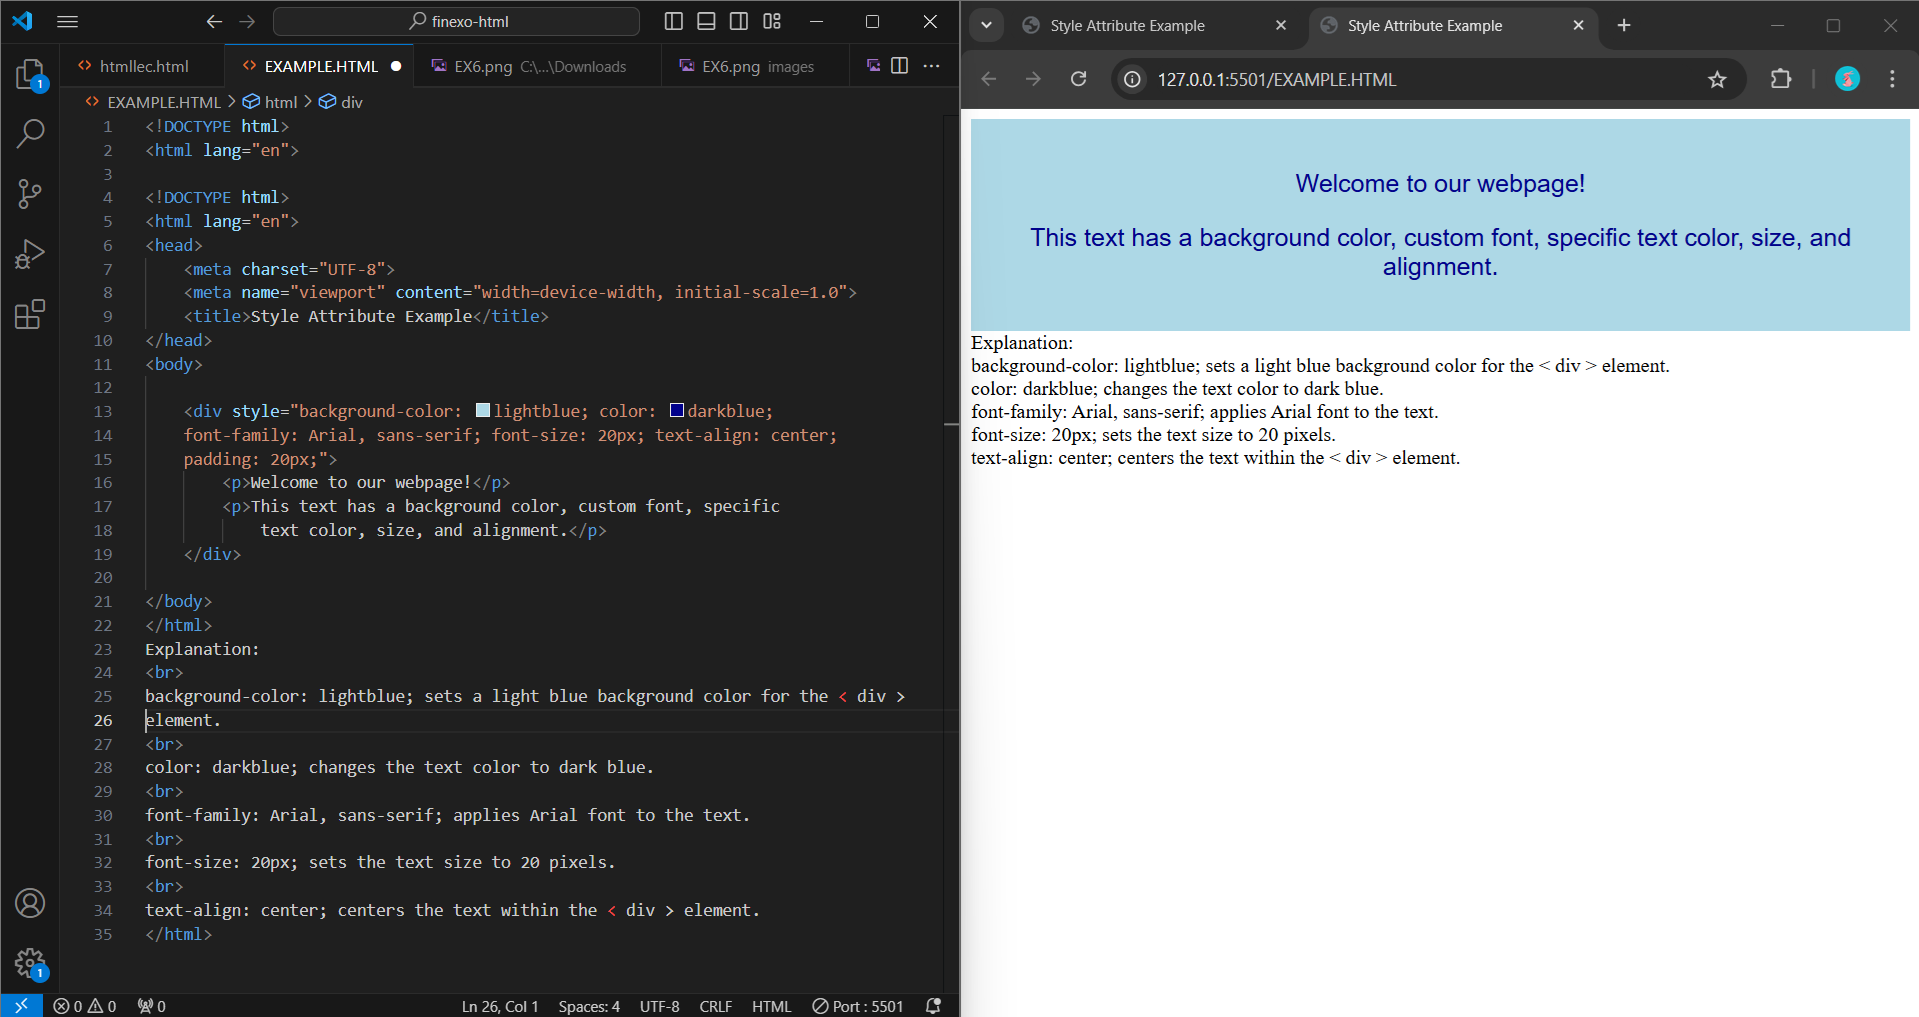 finexo-html
htmllec.html
EXAMPLE.HTML
EX6.png C:\...\Downloads
EX6.png images
EXAMPLE.HTML > html > div
1 <!DOCTYPE html>
2 <html lang="en">
3
4 <!DOCTYPE html>
5 <html lang="en">
6 <head>
7 <meta charset="UTF-8">
8 <meta name="viewport" content="width=device-width, initial-scale=1.0">
9 <title>Style Attribute Example</title>
10 </head>
11 <body>
12
13 <div style="background-color: lightblue; color: darkblue;
14 font-family: Arial, sans-serif; font-size: 20px; text-align: center;
15 padding: 20px;">
16 <p>Welcome to our webpage!</p>
17 <p>This text has a background color, custom font, specific
18 text color, size, and alignment.</p>
19 </div>
20
21 </body>
22 </html>
23 Explanation:
24 <br>
25 background-color: lightblue; sets a light blue background color for the < div >
26 element.
27 <br>
28 color: darkblue; changes the text color to dark blue.
29 <br>
30 font-family: Arial, sans-serif; applies Arial font to the text.
31 <br>
32 font-size: 20px; sets the text size to 20 pixels.
33 <br>
34 text-align: center; centers the text within the < div > element.
35 </html>
1
1
0 0 0
Ln 26, Col 1 Spaces: 4 UTF-8 CRLF HTML Port : 5501
Style Attribute Example
Style Attribute Example
127.0.0.1:5501/EXAMPLE.HTML
Welcome to our webpage!
This text has a background color, custom font, specific text color, size, and
alignment.
Explanation:
background-color: lightblue; sets a light blue background color for the < div > element.
color: darkblue; changes the text color to dark blue.
font-family: Arial, sans-serif; applies Arial font to the text.
font-size: 20px; sets the text size to 20 pixels.
text-align: center; centers the text within the < div > element.